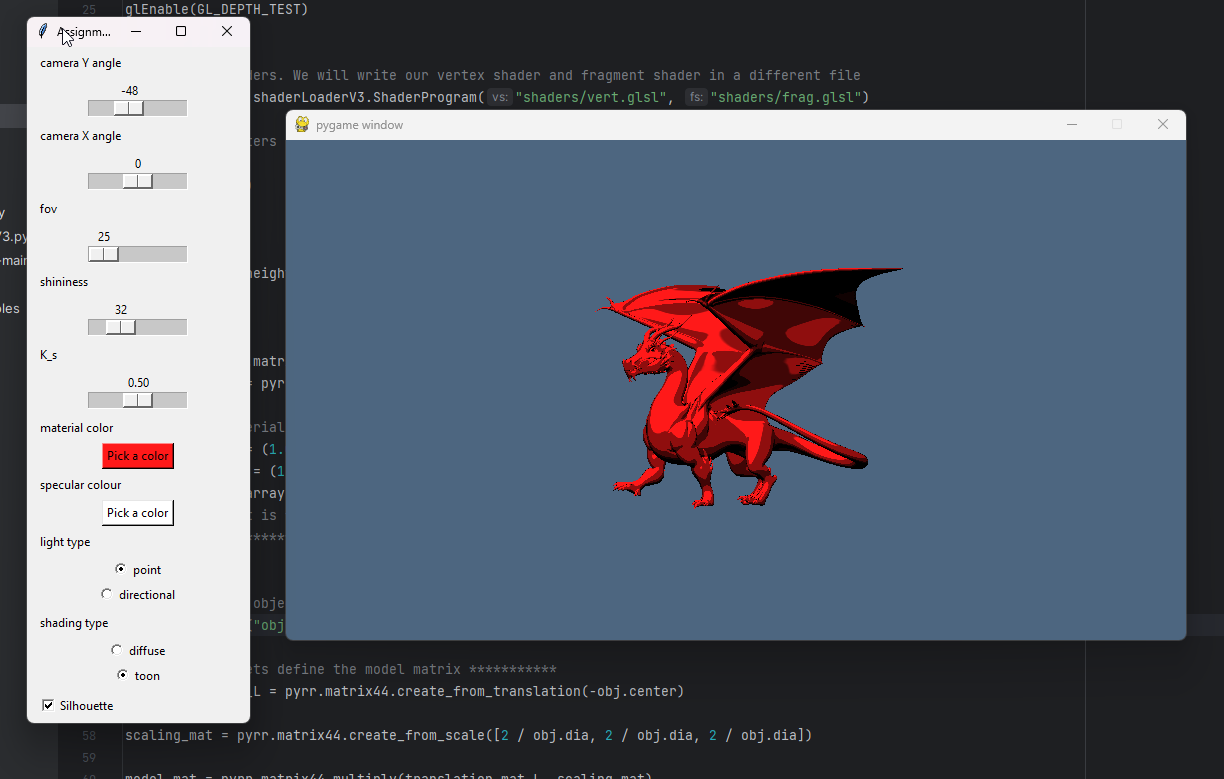 25 glEnable(GL_DEPTH_TEST)
Assignm...
camera Y angle
ders. We will write our vertex shader and fragment shader in a different file
-48
shaderLoaderV3.ShaderProgram( vs: "shaders/vert.glsl", fs: "shaders/frag.glsl")
pygame window
camera X angle
ters
0
fov
y
/3.py
25
-main
heigh
shininess
32
K_s
matr
= pyr
0.50
material color
erial
= (1.
Pick a color
= (1
specular colour
array
Pick a color
t is
light type
*****
point
directional
obje
shading type
("obj
diffuse
ets define the model matrix ***********
toon
_L = pyrr.matrix44.create_from_translation(-obj.center)
Silhouette
58 scaling_mat = pyrr.matrix44.create_from_scale([2 / obj.dia, 2 / obj.dia, 2 / obj.dia])
59